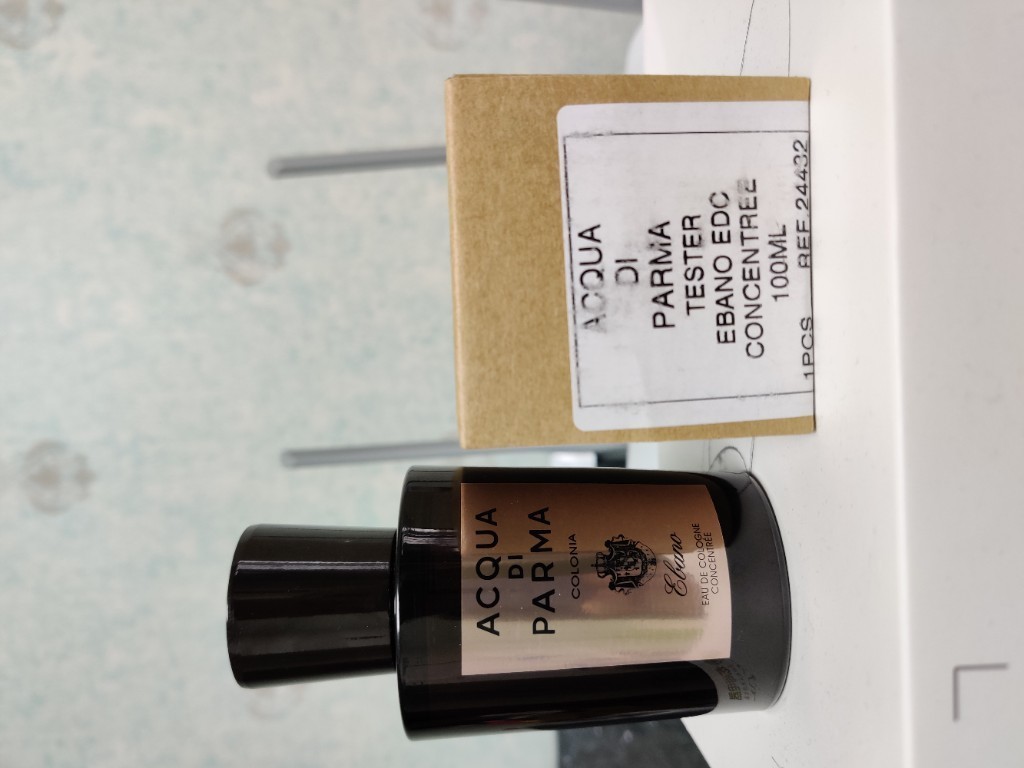 ACQUA
DI
PARMA
COLONIA
Ebano
EAU DE COLOGNE
CONCENTRÉE
ACQUA
DI
PARMA
TESTER
EBANO EDC
CONCENTREE
100ML
1PCS REF.24432